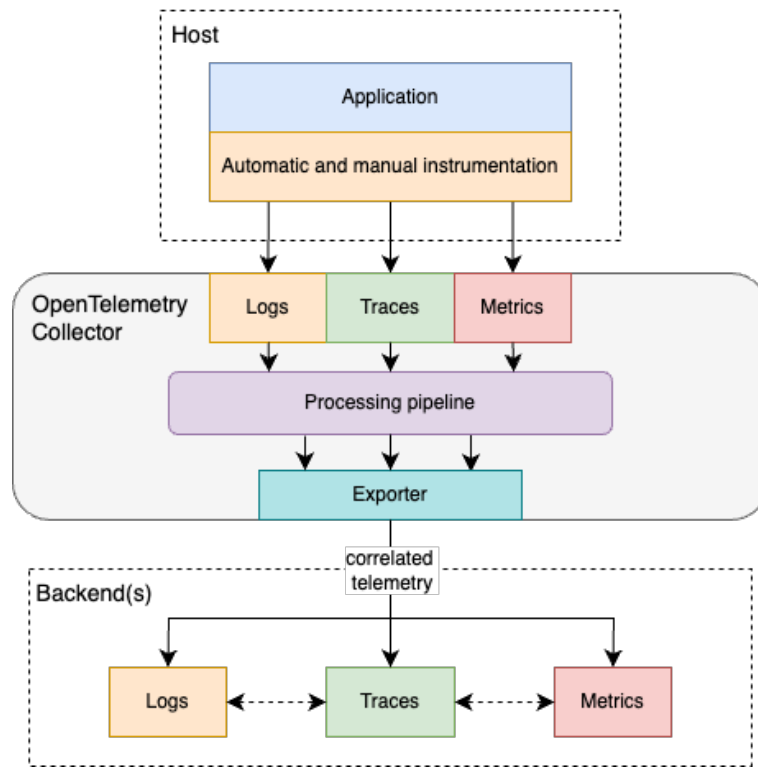 Host
Application
Automatic and manual instrumentation
OpenTelemetry
Collector
Logs
Traces
Metrics
Processing pipeline
Exporter
correlated
telemetry
Backend(s)
Logs
Traces
Metrics